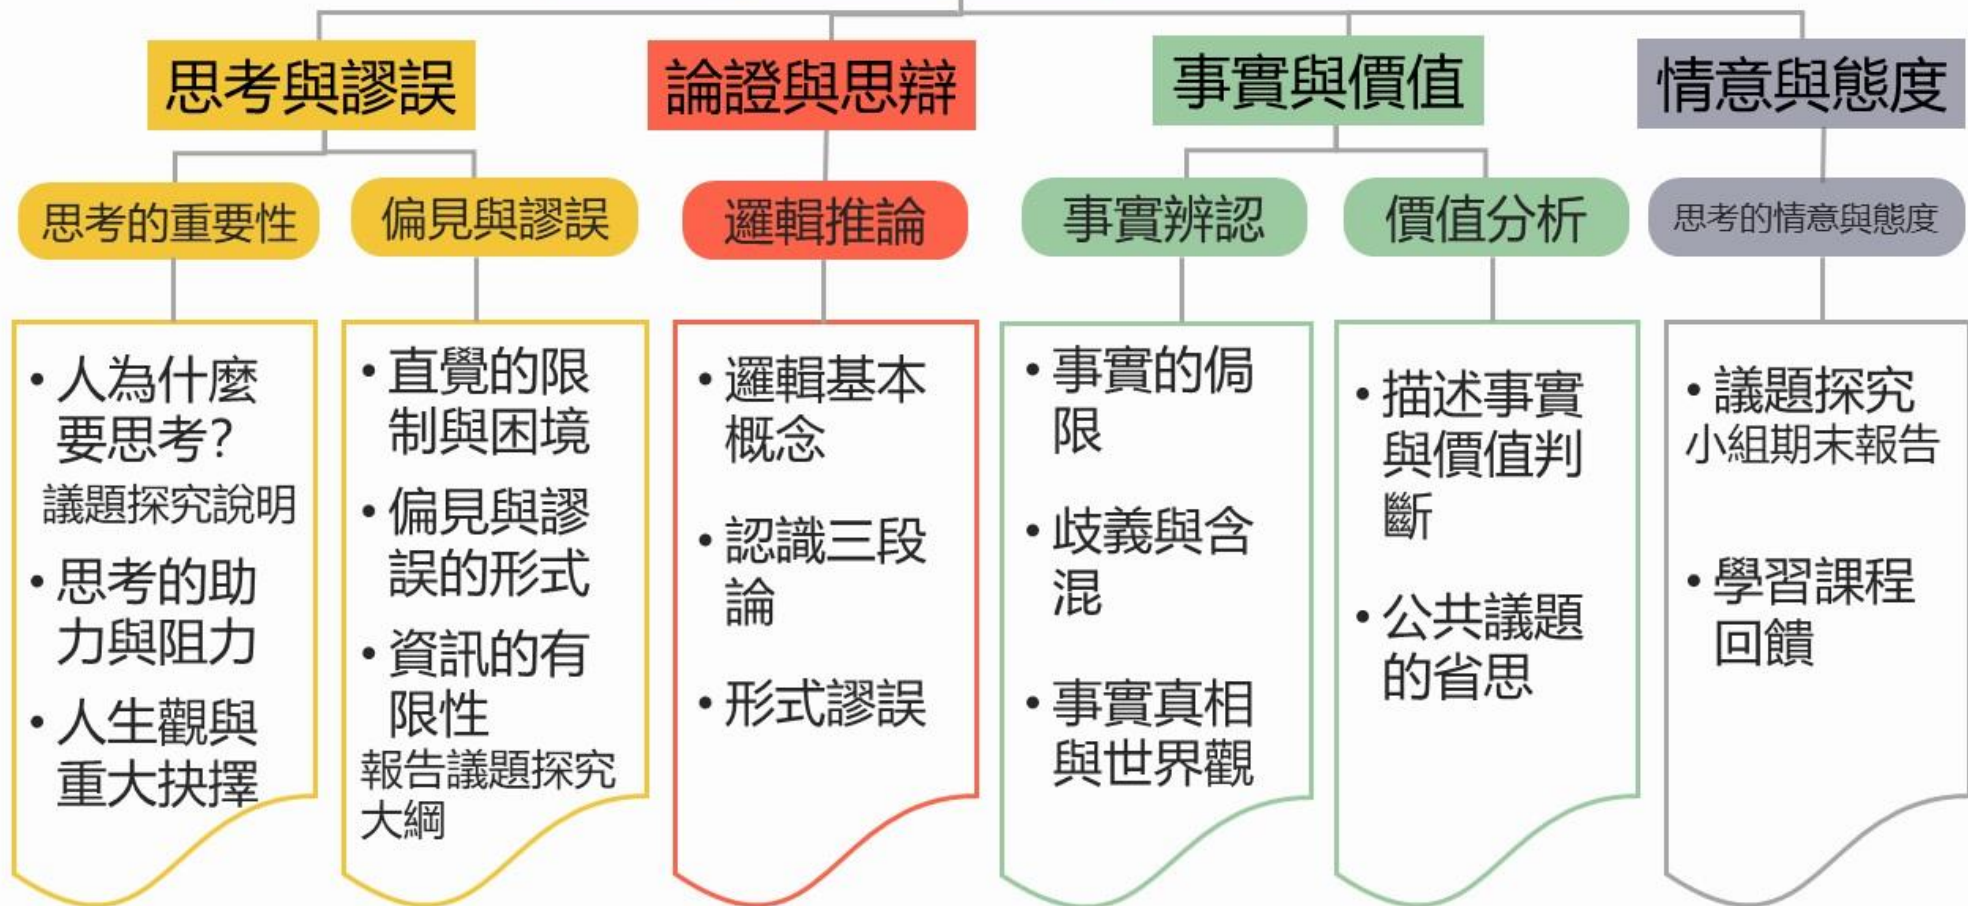 思考與謬誤
論證與思辯
事實與價值
情意與態度
思考的重要性
偏見與謬誤
邏輯推論
事實辨認
價值分析
思考的情意與態度
• 人為什麼
要思考？
議題探究說明
• 思考的助
力與阻力
• 人生觀與
重大抉擇
• 直覺的限
制與困境
• 偏見與謬
誤的形式
• 資訊的有
限性
報告議題探究
大綱
• 邏輯基本
概念
• 認識三段
論
• 形式謬誤
• 事實的侷
限
• 歧義與含
混
• 事實真相
與世界觀
• 描述事實
與價值判
斷
• 公共議題
的省思
• 議題探究
小組期末報告
• 學習課程
回饋